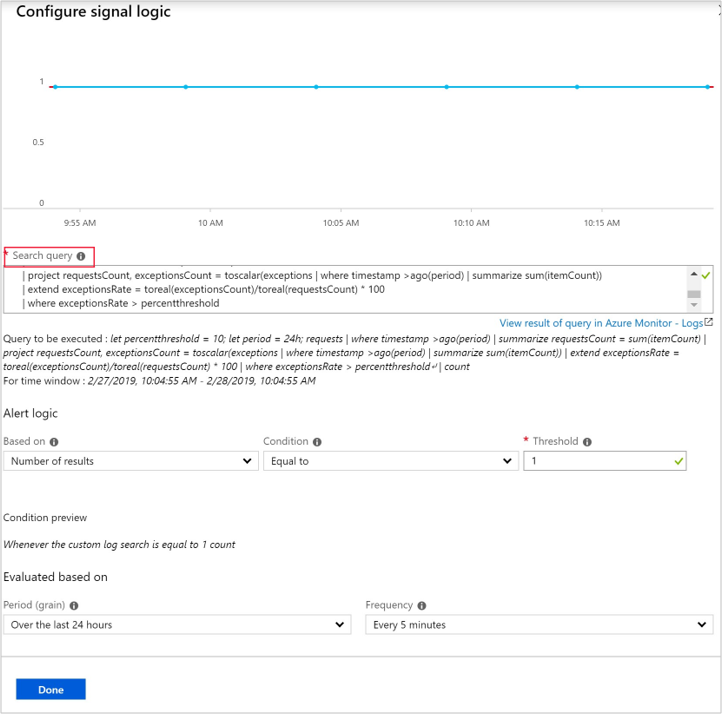 Configure signal logic
1
0.5
0
9:55 AM 10 AM 10:05 AM 10:10 AM 10:15 AM
* Search query
| project requestsCount, exceptionsCount = toscalar(exceptions | where timestamp >ago(period) | summarize sum(itemCount))
| extend exceptionsRate = toreal(exceptionsCount)/toreal(requestsCount) * 100
| where exceptionsRate > percentthreshold
View result of query in Azure Monitor - Logs
Query to be executed : let percentthreshold = 10; let period = 24h; requests | where timestamp >ago(period) | summarize requestsCount = sum(itemCount) |
project requestsCount, exceptionsCount = toscalar(exceptions | where timestamp >ago(period) | summarize sum(itemCount)) | extend exceptionsRate =
toreal(exceptionsCount)/toreal(requestsCount) * 100 | where exceptionsRate > percentthreshold⏎| count
For time window : 2/27/2019, 10:04:55 AM - 2/28/2019, 10:04:55 AM
Alert logic
Based on Condition * Threshold
Number of results Equal to 1
Condition preview
Whenever the custom log search is equal to 1 count
Evaluated based on
Period (grain) Frequency
Over the last 24 hours Every 5 minutes
Done